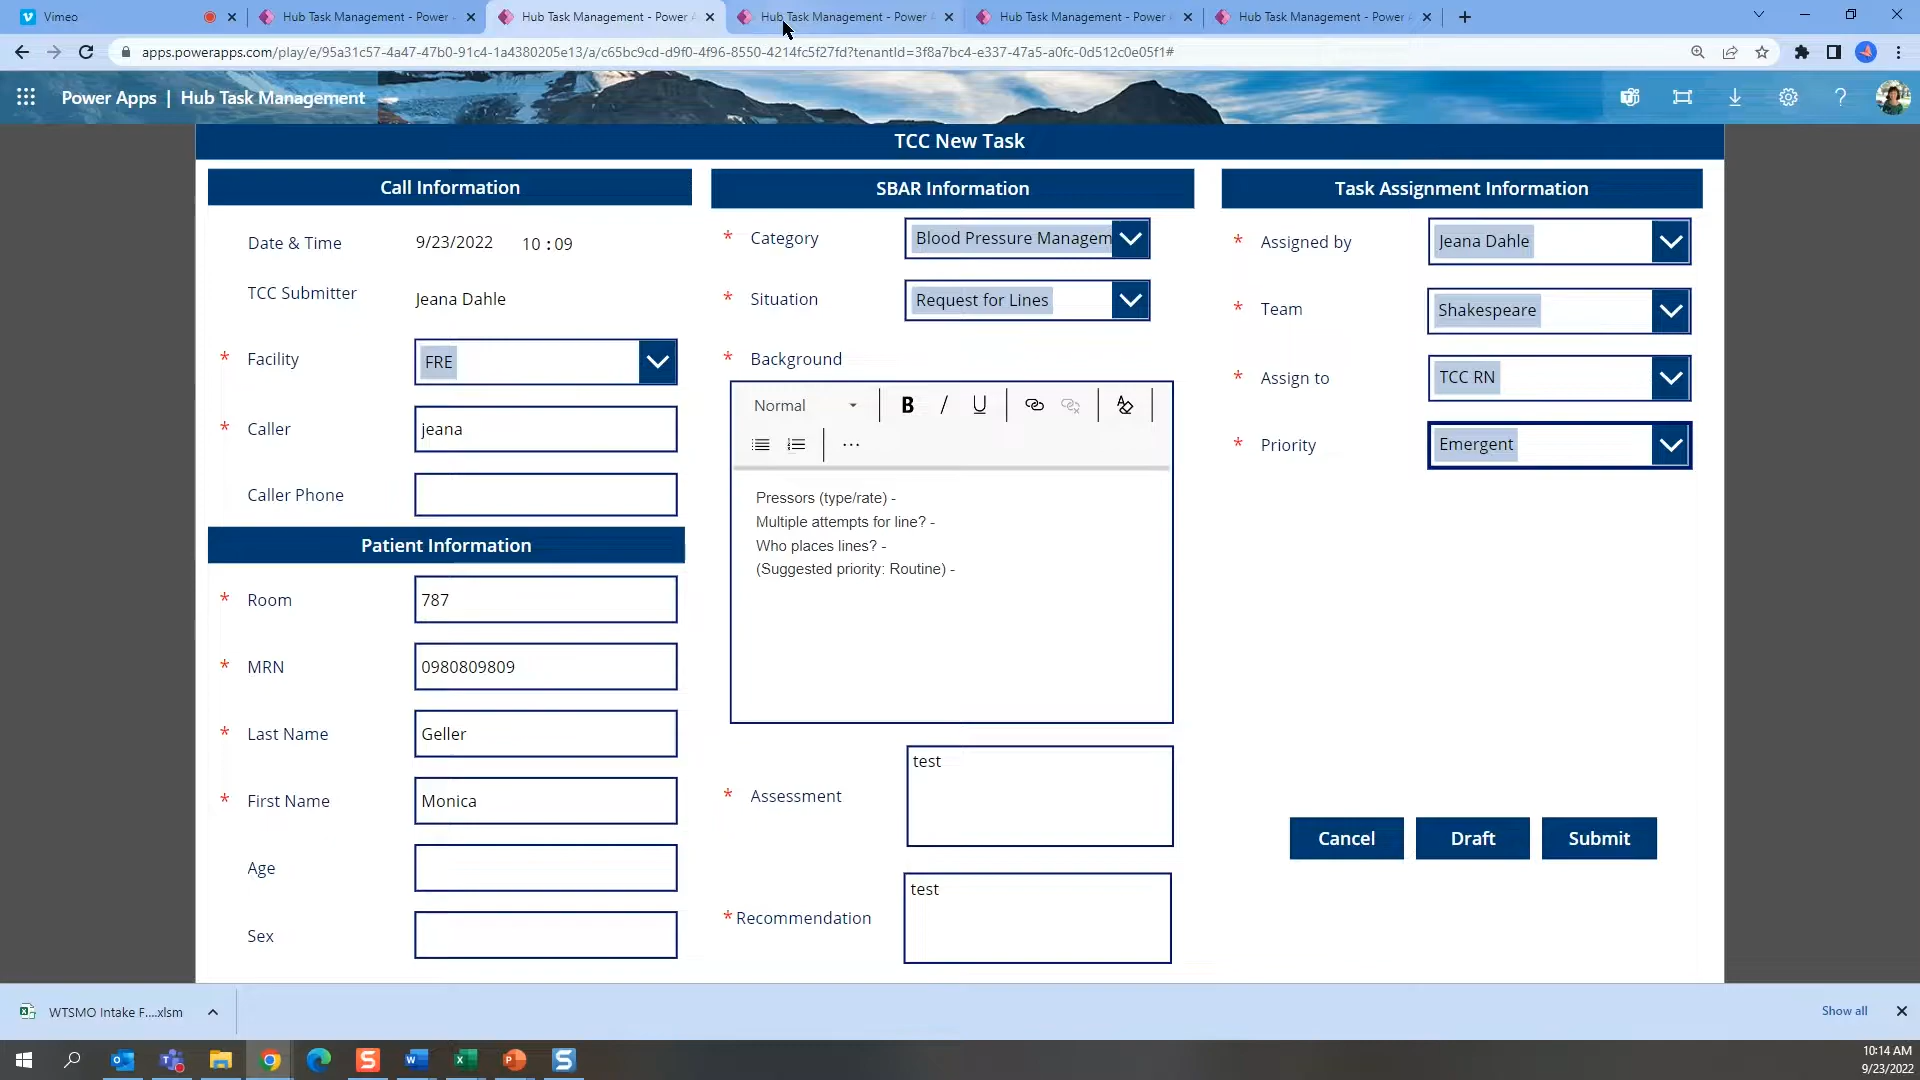 Vimeo
Hub Task Management - Power
Hub Task Management - Power
Hub Task Management - Power
Hub Task Management - Power
Hub Task Management - Power
apps.powerapps.com/play/e/95a31c57-4a47-47b0-91c4-1a4380205e13/a/c65bc9cd-d9f0-4f96-8550-4214fc5f27fd?tenantId=3f8a7bc4-e337-47a5-a0fc-0d512c0e05f1#
Power Apps | Hub Task Management
TCC New Task
Call Information
Date & Time 9/23/2022 10 : 09
TCC Submitter Jeana Dahle
* Facility FRE
* Caller jeana
Caller Phone
Patient Information
* Room 787
* MRN 0980809809
* Last Name Geller
* First Name Monica
Age
Sex
SBAR Information
* Category Blood Pressure Managem
* Situation Request for Lines
* Background
Normal B / U ...
Pressors (type/rate) -
Multiple attempts for line? -
Who places lines? -
(Suggested priority: Routine) -
* Assessment test
* Recommendation test
Task Assignment Information
* Assigned by Jeana Dahle
* Team Shakespeare
* Assign to TCC RN
* Priority Emergent
Cancel Draft Submit
WTSMO Intake F....xlsm
Show all
10:14 AM
9/23/2022